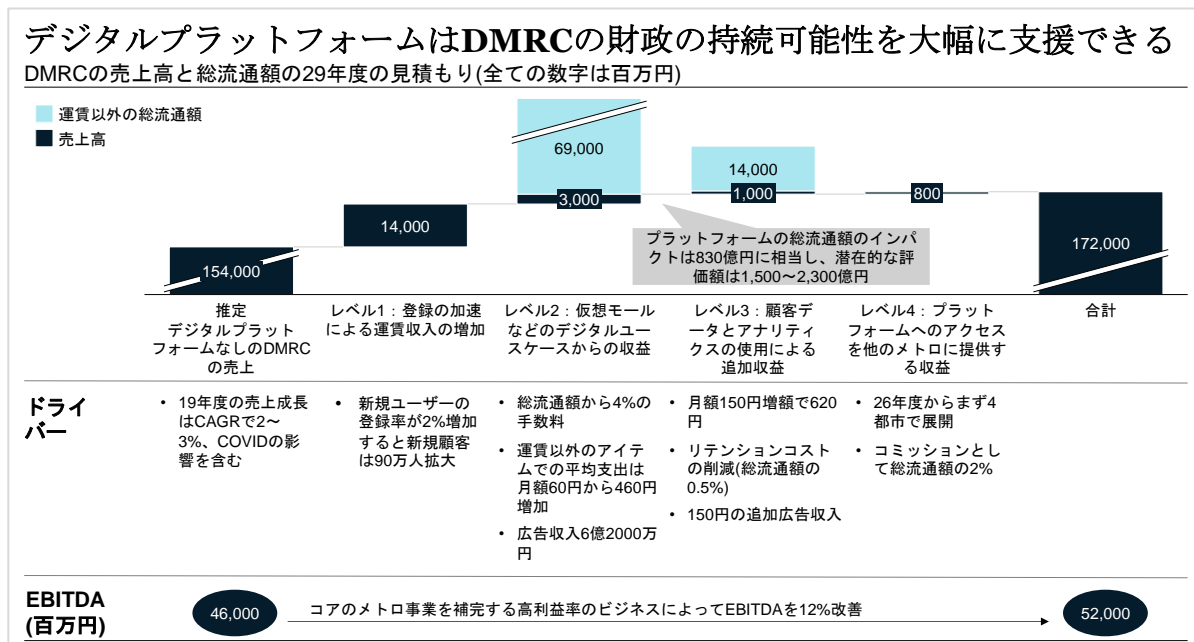 デジタルプラットフォームはDMRCの財政の持続可能性を大幅に支援できる
DMRCの売上高と総流通額の29年度の見積もり(全ての数字は百万円)
運賃以外の総流通額
売上高
154,000
14,000
69,000
3,000
14,000
1,000
800
172,000
プラットフォームの総流通額のインパ
クトは830億円に相当し、潜在的な評
価額は1,500～2,300億円
推定
デジタルプラット
フォームなしのDMRC
の売上
レベル1：登録の加速
による運賃収入の増加
レベル2：仮想モール
などのデジタルユー
スケースからの収益
レベル3：顧客デー
タとアナリティ
クスの使用による
追加収益
レベル4：プラット
フォームへのアクセス
を他のメトロに提供す
る収益
合計
ドライ
バー
• 19年度の売上成長
はCAGRで2～
3%、COVIDの影
響を含む
• 新規ユーザーの
登録率が2%増加
すると新規顧客
は90万人拡大
• 総流通額から4%の
手数料
• 運賃以外のアイテ
ムでの平均支出は
月額60円から460円
増加
• 広告収入6億2000万
円
• 月額150円増額で620
円
• リテンションコスト
の削減(総流通額の
0.5%)
• 150円の追加広告収入
• 26年度からまず4
都市で展開
• コミッションとし
て総流通額の2%
EBITDA
(百万円)
46,000
コアのメトロ事業を補完する高利益率のビジネスによってEBITDAを12%改善
52,000